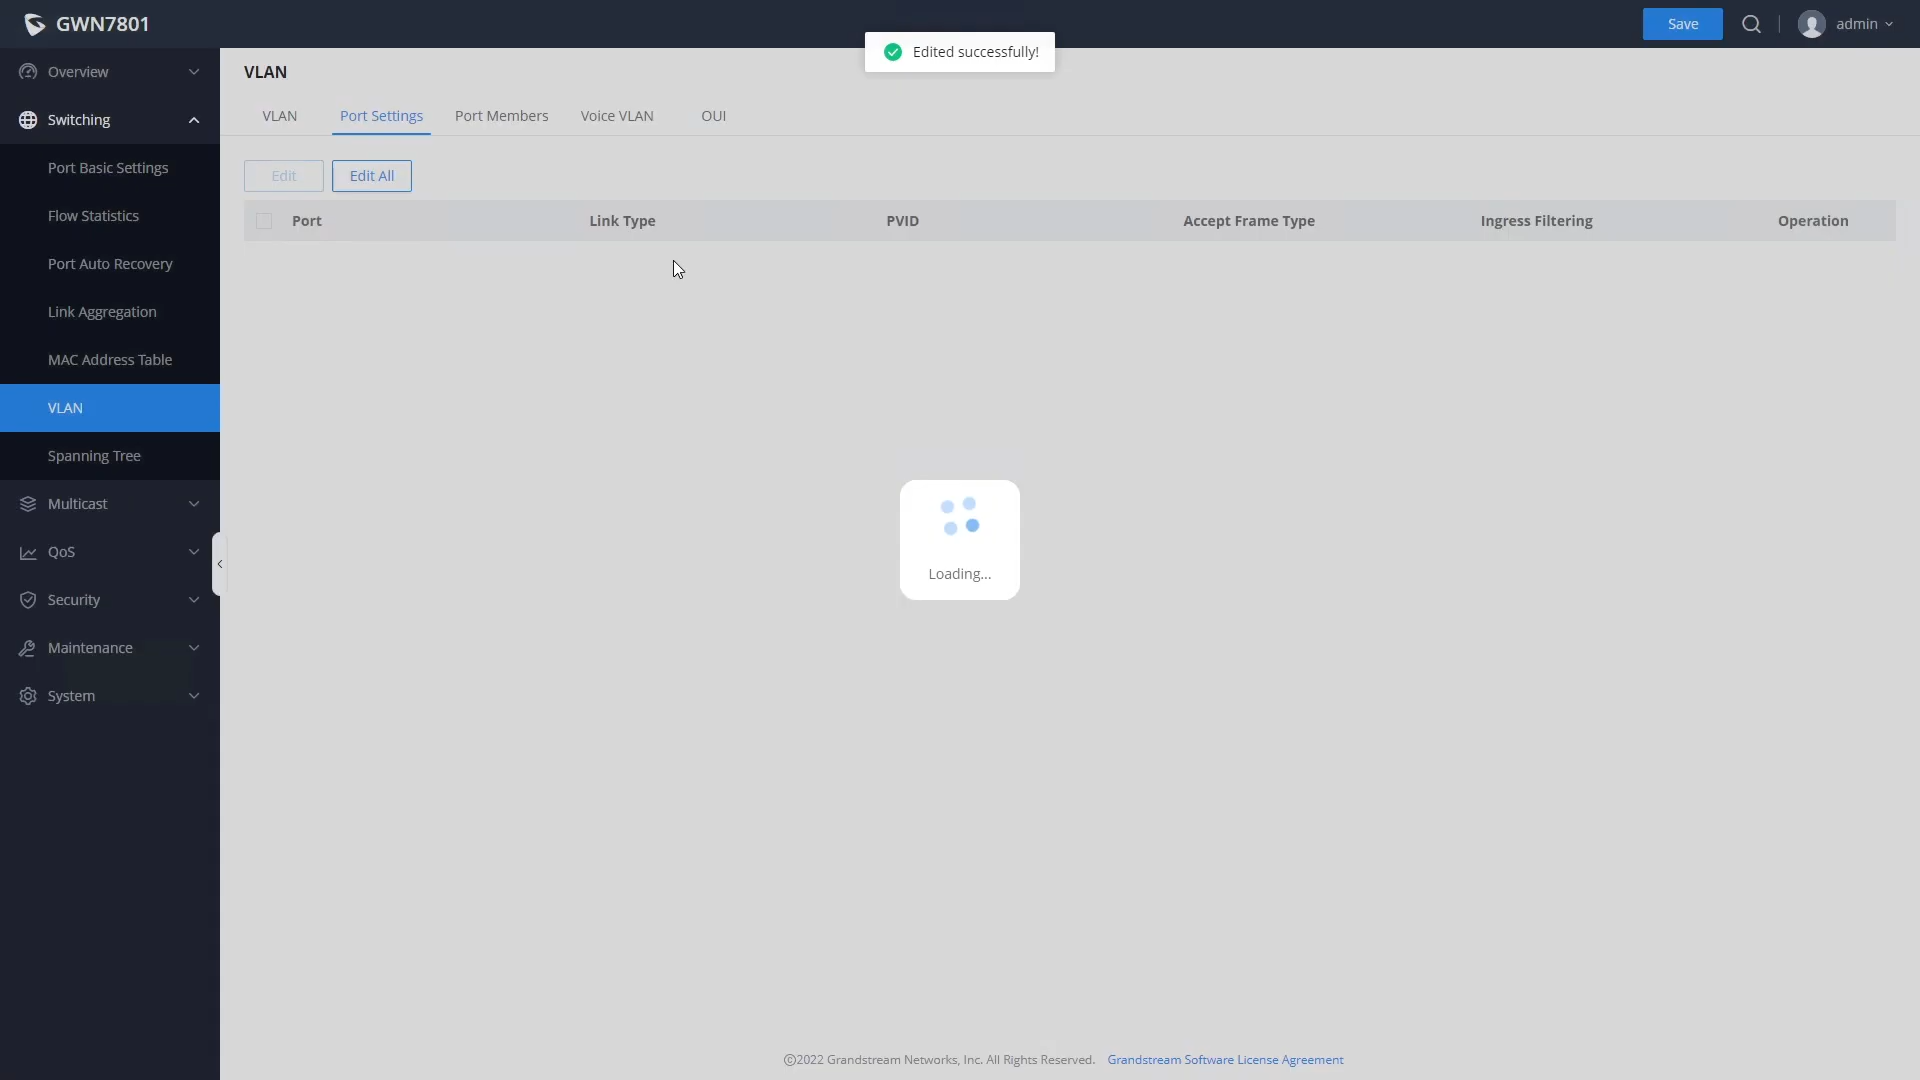 GWN7801
Save
admin
Edited successfully!
Overview
Switching
Port Basic Settings
Flow Statistics
Port Auto Recovery
Link Aggregation
MAC Address Table
VLAN
Spanning Tree
Multicast
QoS
Security
Maintenance
System
VLAN
VLAN Port Settings Port Members Voice VLAN OUI
Edit Edit All
Port Link Type PVID Accept Frame Type Ingress Filtering Operation
Loading...
©2022 Grandstream Networks, Inc. All Rights Reserved. Grandstream Software License Agreement